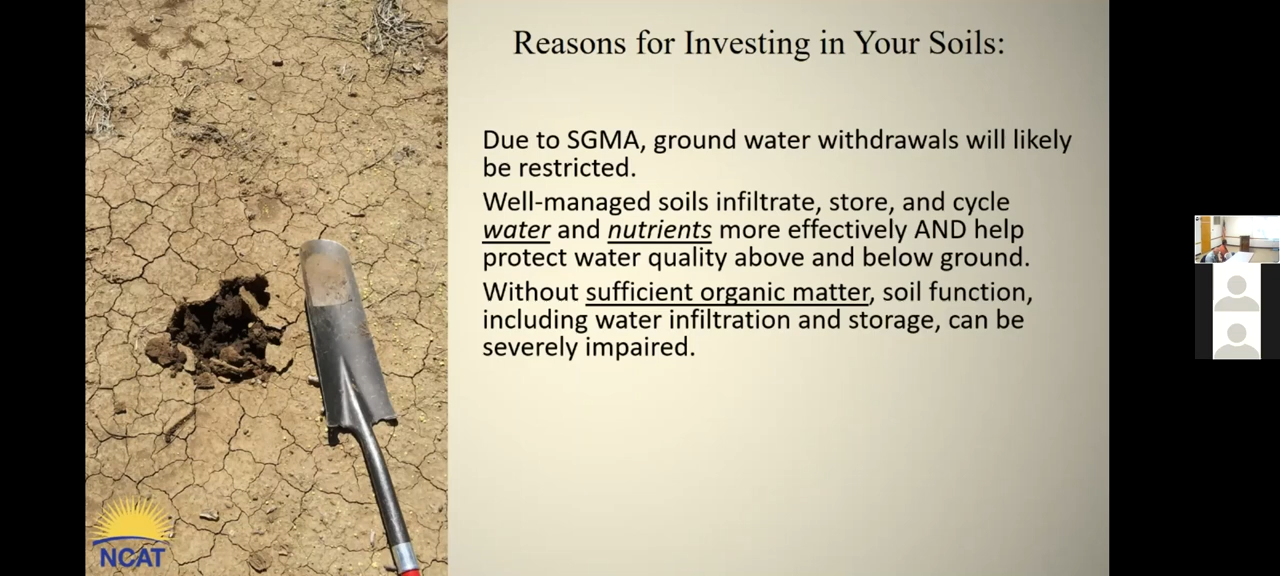 Reasons for Investing in Your Soils:
Due to SGMA, ground water withdrawals will likely
be restricted.
Well-managed soils infiltrate, store, and cycle
water and nutrients more effectively AND help
protect water quality above and below ground.
Without sufficient organic matter, soil function,
including water infiltration and storage, can be
severely impaired.
NCAT